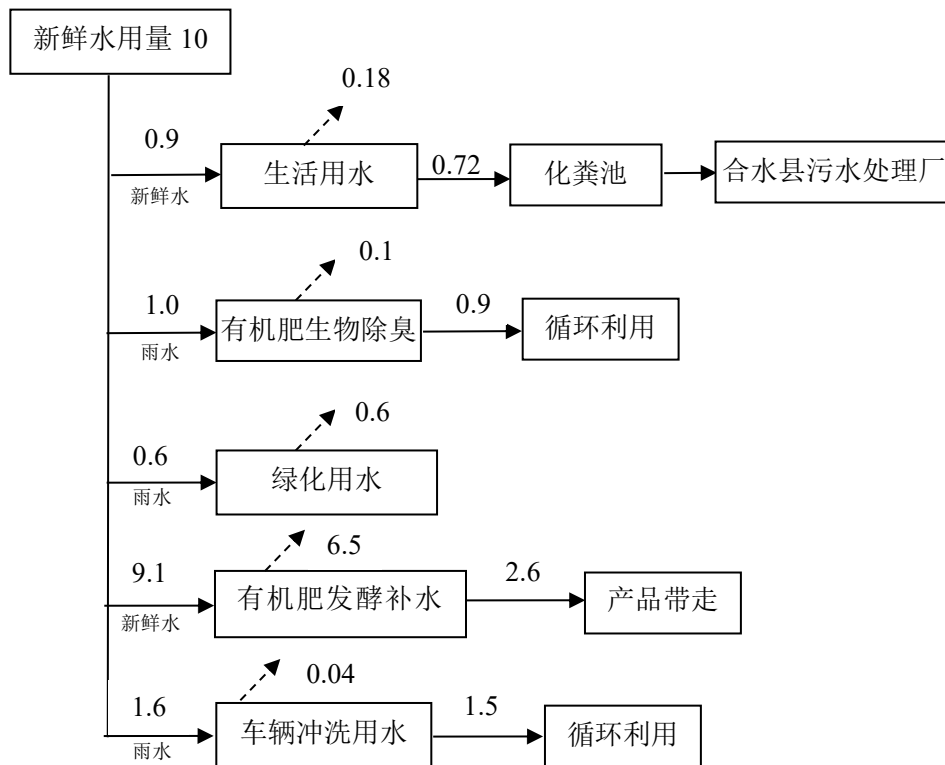 新鲜水用量 10
0.18
0.9
生活用水
0.72
化粪池
合水县污水处理厂
新鲜水
0.1
1.0
有机肥生物除臭
0.9
循环利用
雨水
0.6
0.6
绿化用水
雨水
6.5
9.1
有机肥发酵补水
2.6
产品带走
新鲜水
0.04
1.6
车辆冲洗用水
1.5
循环利用
雨水